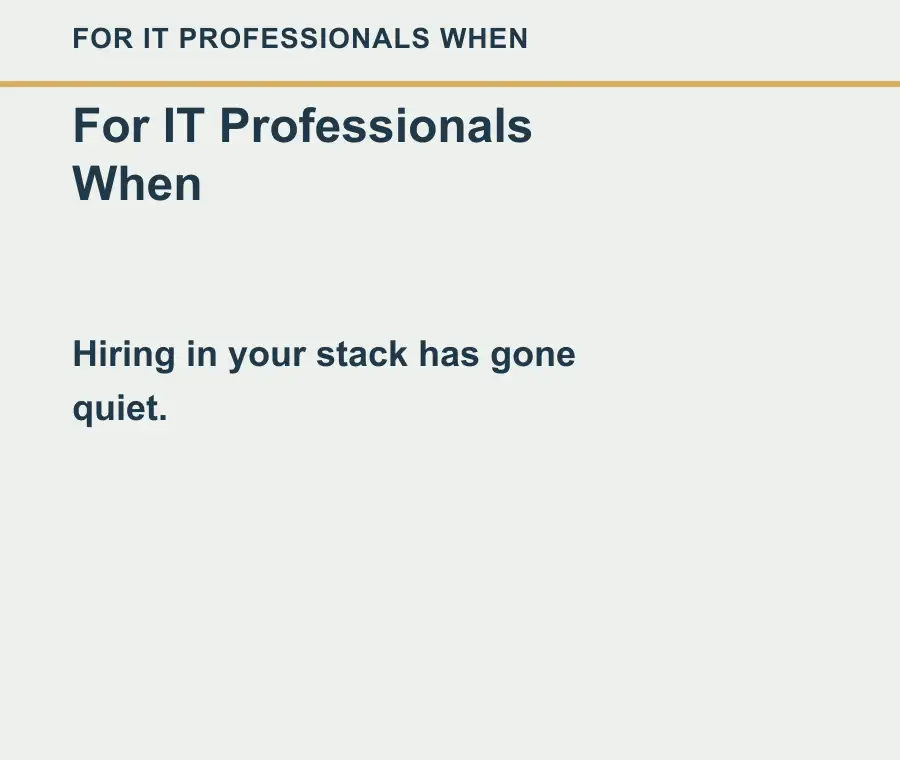 FOR IT PROFESSIONALS WHEN
For IT Professionals
When
Hiring in your stack has gone
quiet.